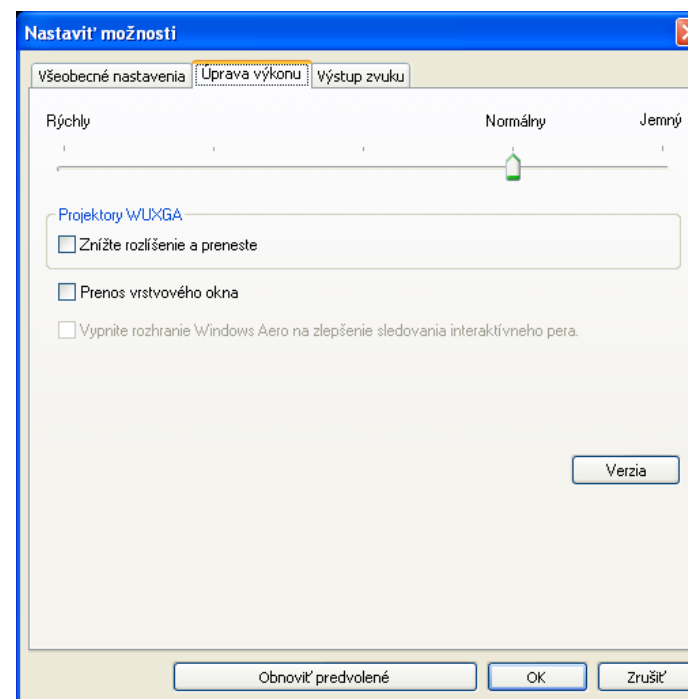 Nastaviť možnosti
Všeobecné nastavenia Úprava výkonu Výstup zvuku
Rýchly Normálny Jemný
Projektory WUXGA
Znížte rozlíšenie a preneste
Prenos vrstvového okna
Vypnite rozhranie Windows Aero na zlepšenie sledovania interaktívneho pera.
Verzia
Obnoviť predvolené OK Zrušiť